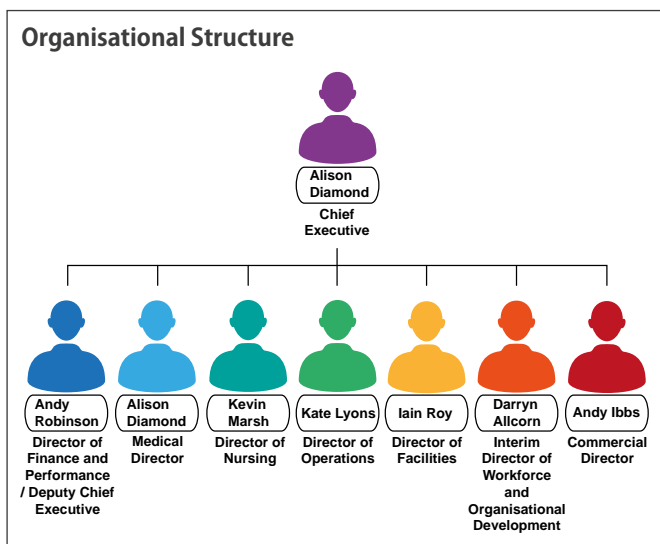 Organisational Structure
Alison
Diamond
Chief
Executive
Andy
Robinson
Director of
Finance and
Performance
/ Deputy Chief
Executive
Alison
Diamond
Medical
Director
Kevin
Marsh
Director of
Nursing
Kate Lyons
Director of
Operations
Iain Roy
Director of
Facilities
Darryn
Allcorn
Interim
Director of
Workforce
and
Organisational
Development
Andy Ibbs
Commercial
Director